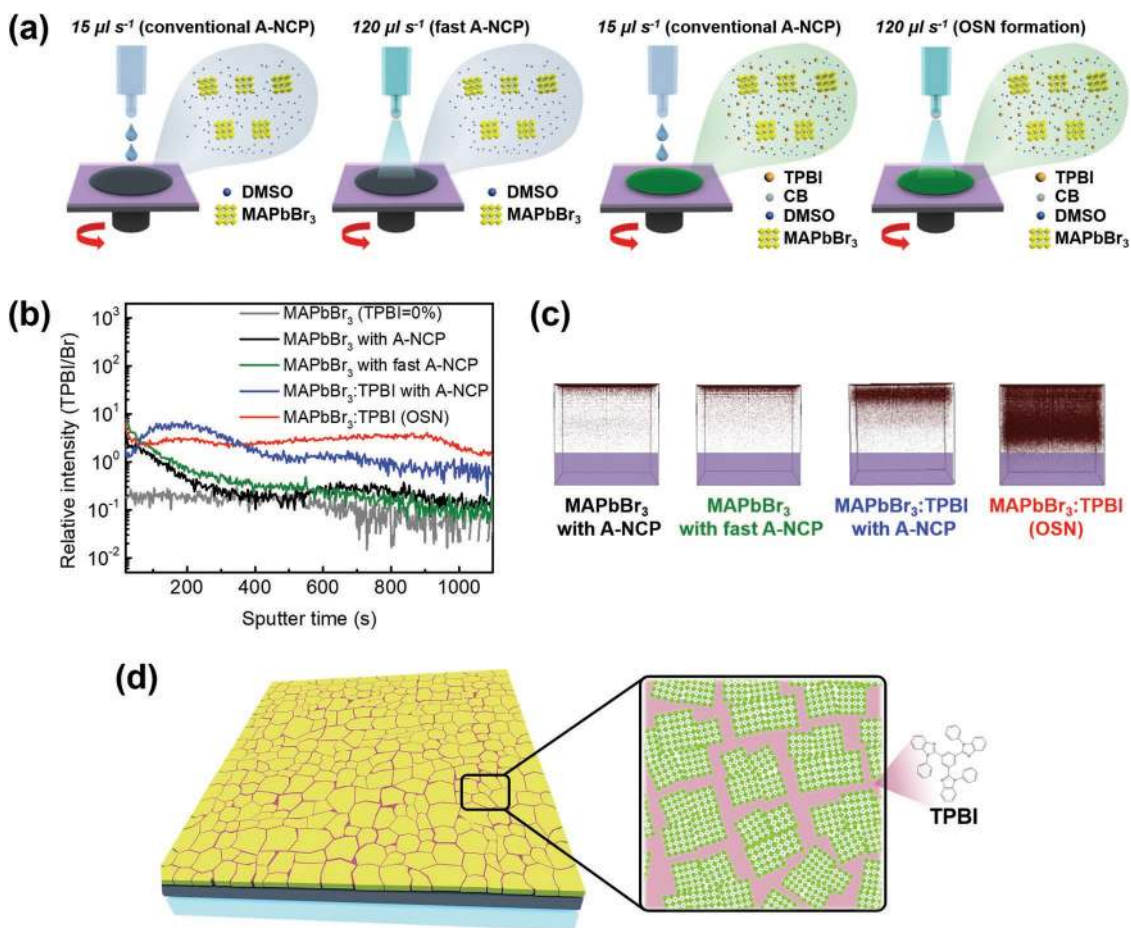 (a)
15 µl s⁻¹ (conventional A-NCP)
120 µl s⁻¹ (fast A-NCP)
15 µl s⁻¹ (conventional A-NCP)
120 µl s⁻¹ (OSN formation)
DMSO
MAPbBr₃
DMSO
MAPbBr₃
TPBI
CB
DMSO
MAPbBr₃
TPBI
CB
DMSO
MAPbBr₃
(b)
Relative intensity (TPBI/Br)
10³
10²
10¹
10⁰
10⁻¹
10⁻²
MAPbBr₃ (TPBI=0%)
MAPbBr₃ with A-NCP
MAPbBr₃ with fast A-NCP
MAPbBr₃:TPBI with A-NCP
MAPbBr₃:TPBI (OSN)
200 400 600 800 1000
Sputter time (s)
(c)
MAPbBr₃
with A-NCP
MAPbBr₃
with fast A-NCP
MAPbBr₃:TPBI
with A-NCP
MAPbBr₃:TPBI
(OSN)
(d)
TPBI